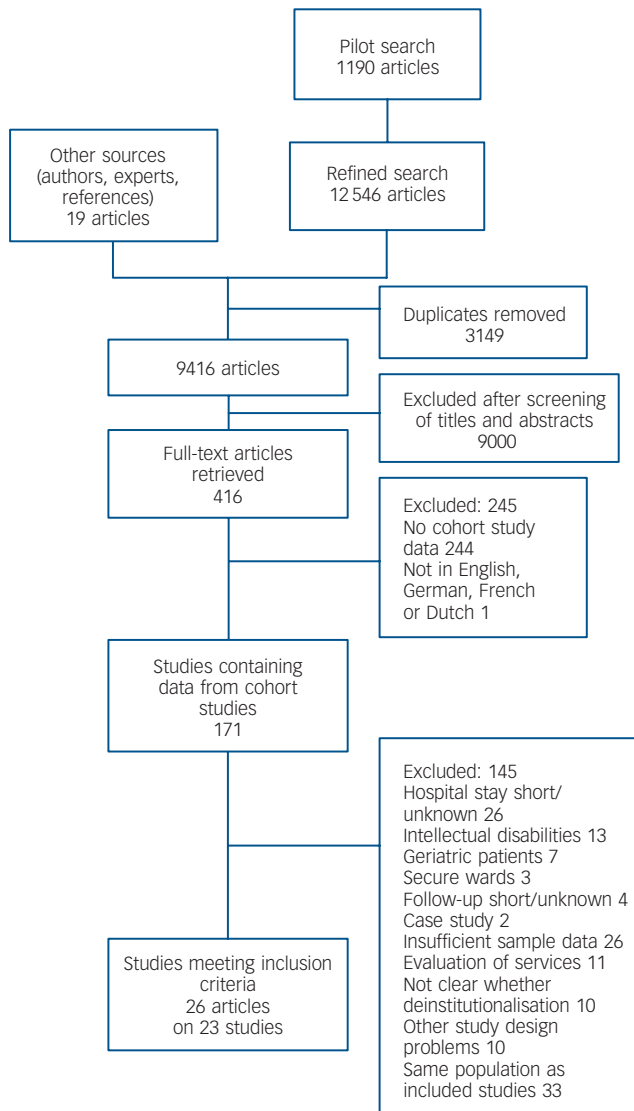 Pilot search
1190 articles
Other sources
(authors, experts,
references)
19 articles
Refined search
12 546 articles
Duplicates removed
3149
9416 articles
Excluded after screening
of titles and abstracts
9000
Full-text articles
retrieved
416
Excluded: 245
No cohort study
data 244
Not in English,
German, French
or Dutch 1
Studies containing
data from cohort
studies
171
Excluded: 145
Hospital stay short/
unknown 26
Intellectual disabilities 13
Geriatric patients 7
Secure wards 3
Follow-up short/unknown 4
Case study 2
Insufficient sample data 26
Evaluation of services 11
Not clear whether
deinstitutionalisation 10
Other study design
problems 10
Same population as
included studies 33
Studies meeting inclusion
criteria
26 articles
on 23 studies